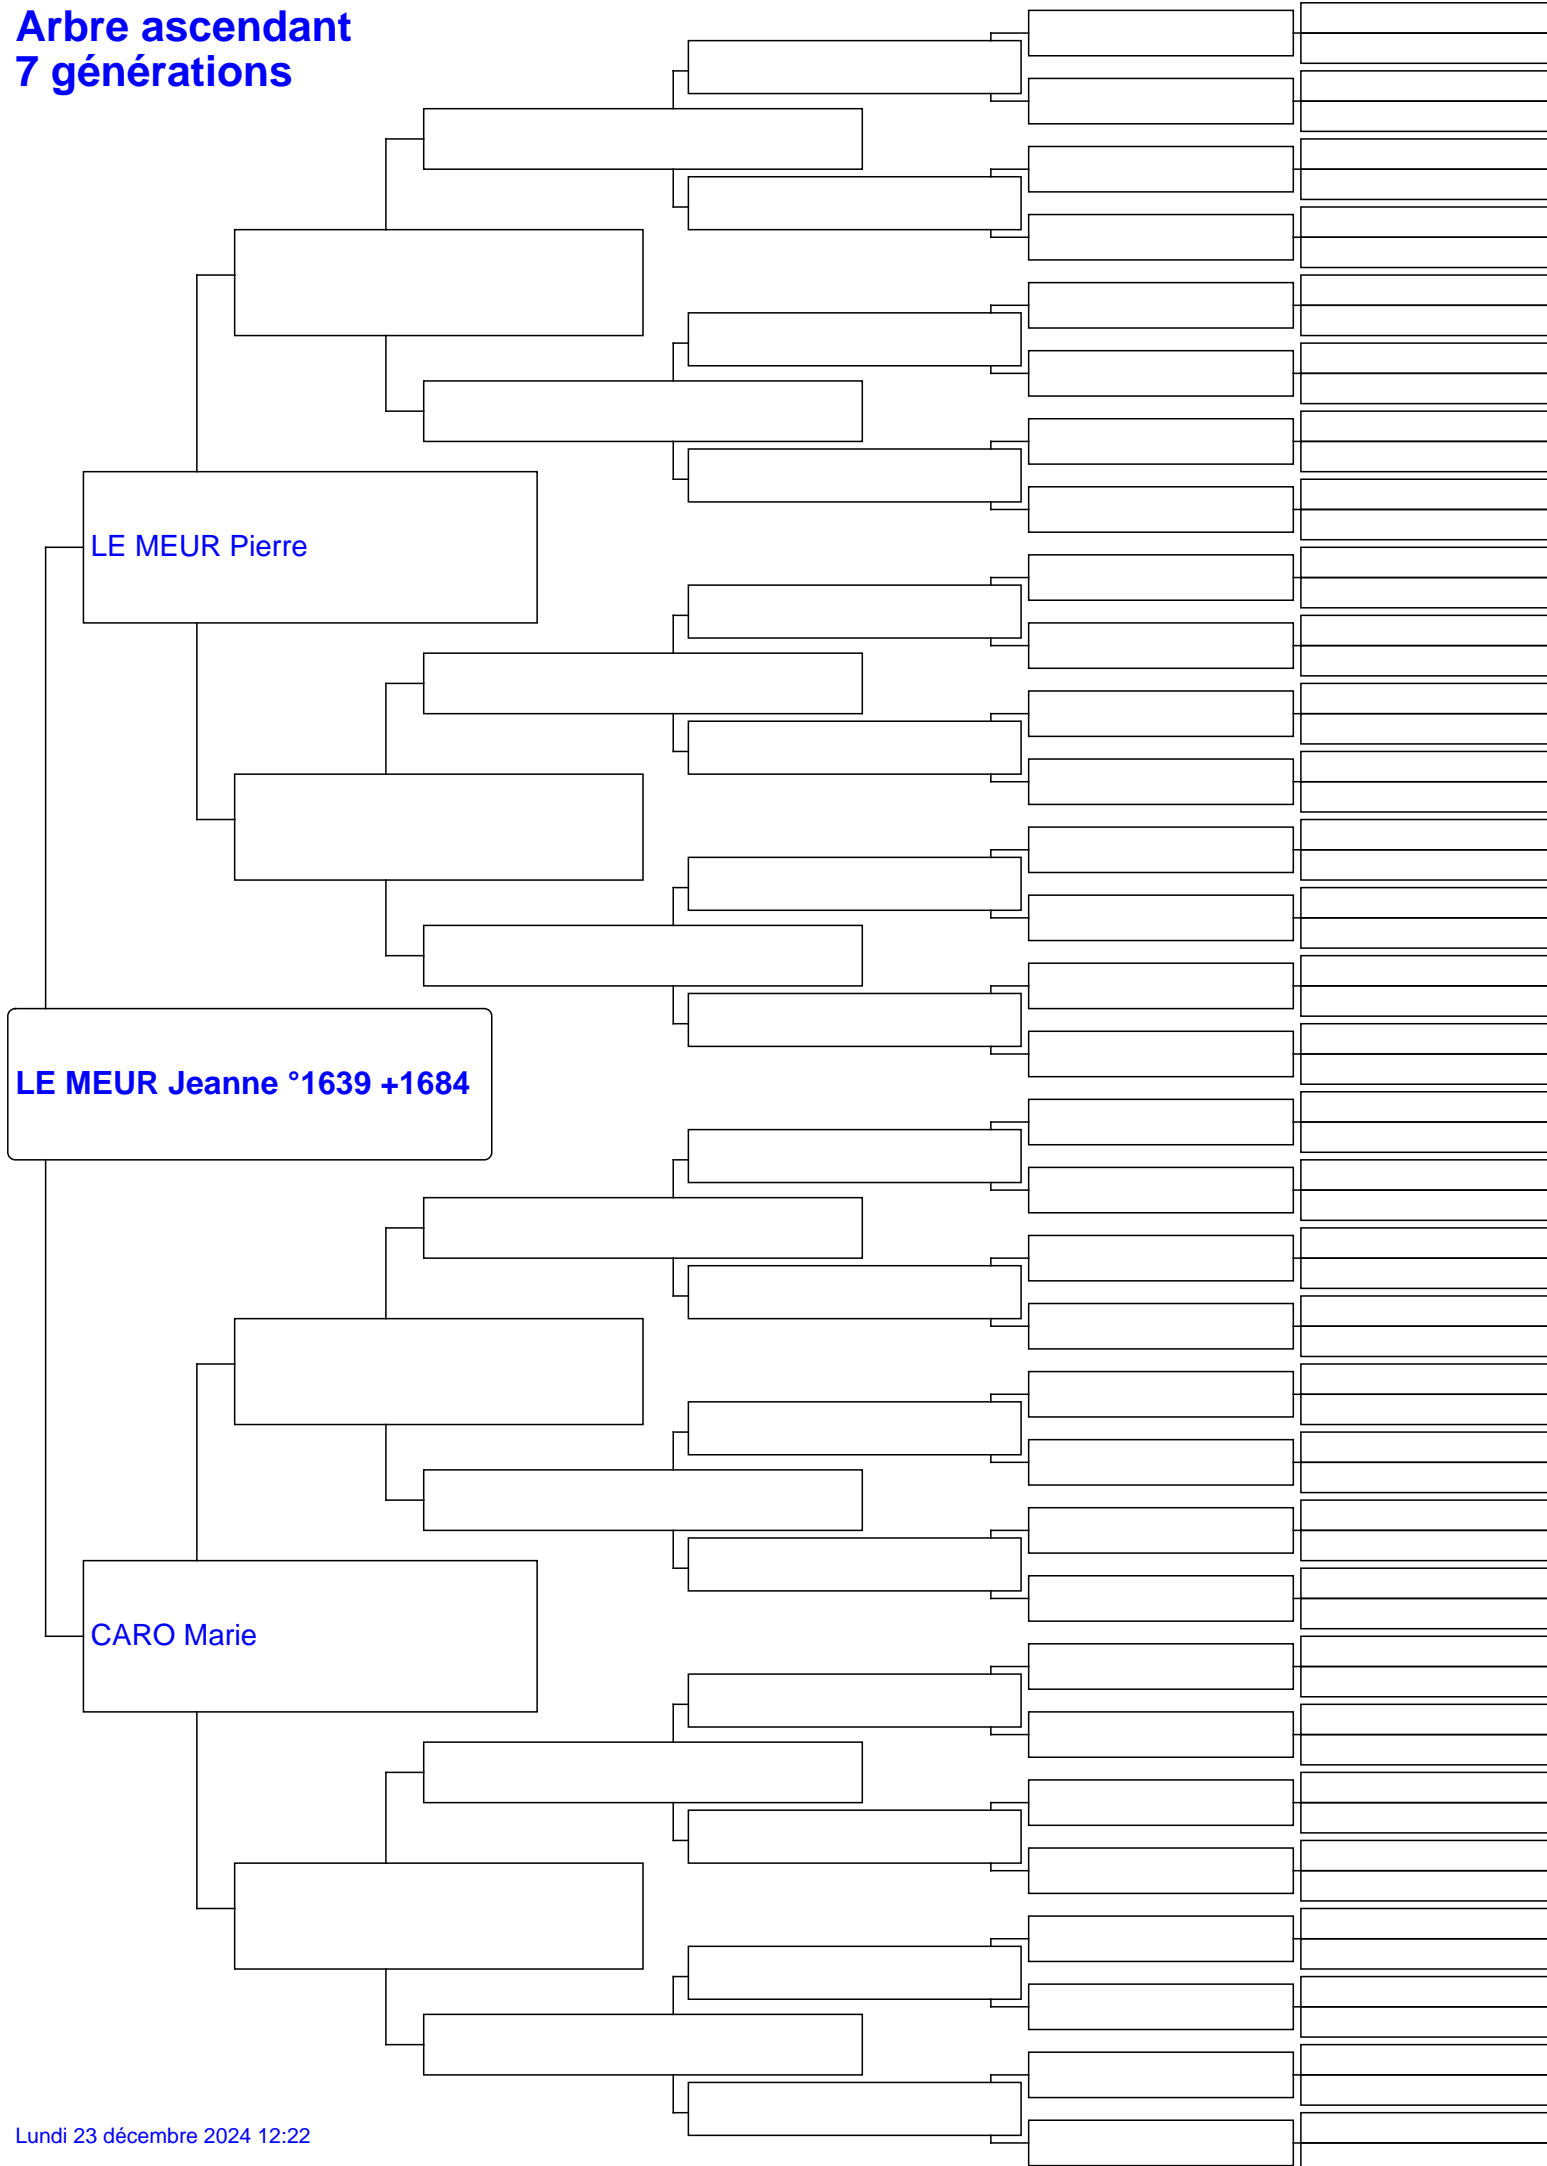 Arbre ascendant
7 générations
LE MEUR Pierre
LE MEUR Jeanne °1639 +1684
CARO Marie
Lundi 23 décembre 2024 12:22